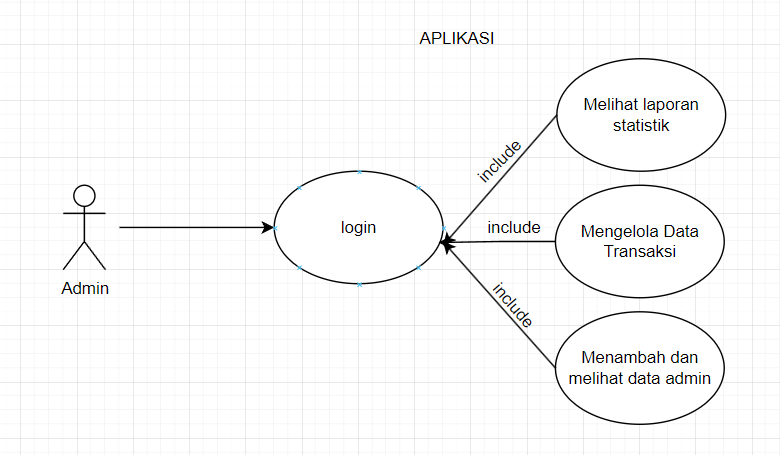 APLIKASI
Melihat laporan
statistik
include
login
include
Mengelola Data
Transaksi
Admin
include
Menambah dan
melihat data admin